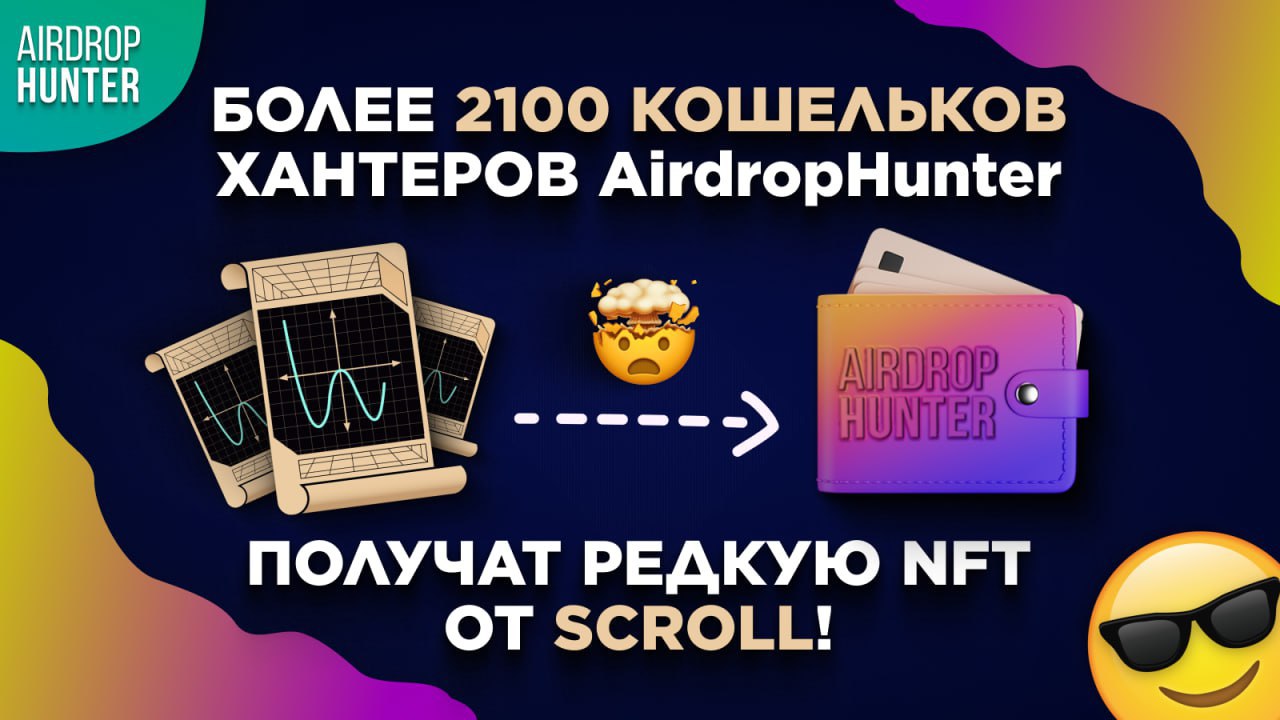 AIRDROP
HUNTER
БОЛЕЕ 2100 КОШЕЛЬКОВ
ХАНТЕРОВ AirdropHunter
AIRDROP
HUNTER
ПОЛУЧАТ РЕДКУЮ NFT
ОТ SCROLL!